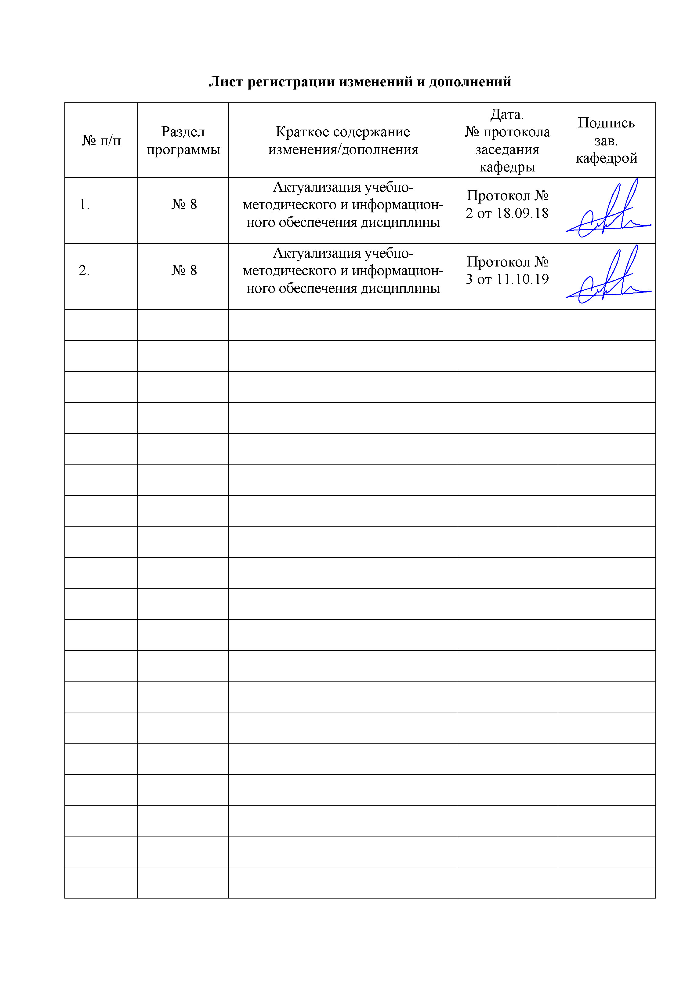 Лист регистрации изменений и дополнений
№ п/п
Раздел
программы
Краткое содержание
изменения/дополнения
Дата.
№ протокола
заседания
кафедры
Подпись
зав.
кафедрой
1.
№ 8
Актуализация учебно-
методического и информацион-
ного обеспечения дисциплины
Протокол №
2 от 18.09.18
2.
№ 8
Актуализация учебно-
методического и информацион-
ного обеспечения дисциплины
Протокол №
3 от 11.10.19